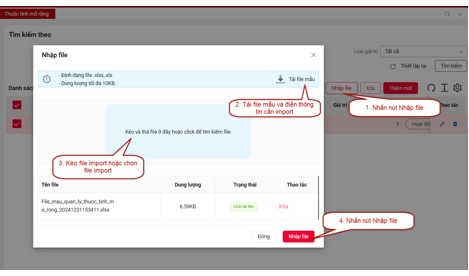 Thuộc tính mở rộng
Tìm kiếm theo
Loại giá trị:
Tất cả
Thiết lập lại
Tìm kiếm
Danh sách
Nhập file
Xóa
Thêm mới
Giá trị
Thao tác
1
Hoạt độ
Nhập file
- Định dạng file .xlsx,.xls
- Dung lượng tối đa 10KB.
Tải file mẫu
1. Nhấn nút Nhập file
2. Tải file mẫu và điền thông
tin cần import
Kéo và thả file ở đây hoặc click để tìm kiếm file.
3. Kéo file import hoặc chọn
file import
Tên file
Dung lượng
Trạng thái
Thao tác
File_mau_quan_ly_thuoc_tinh_m
o_rong_20241231153411.xlsx
6.59KB
Chờ tải lên
Xóa
4. Nhấn nút Nhập file
Đóng
Nhập file